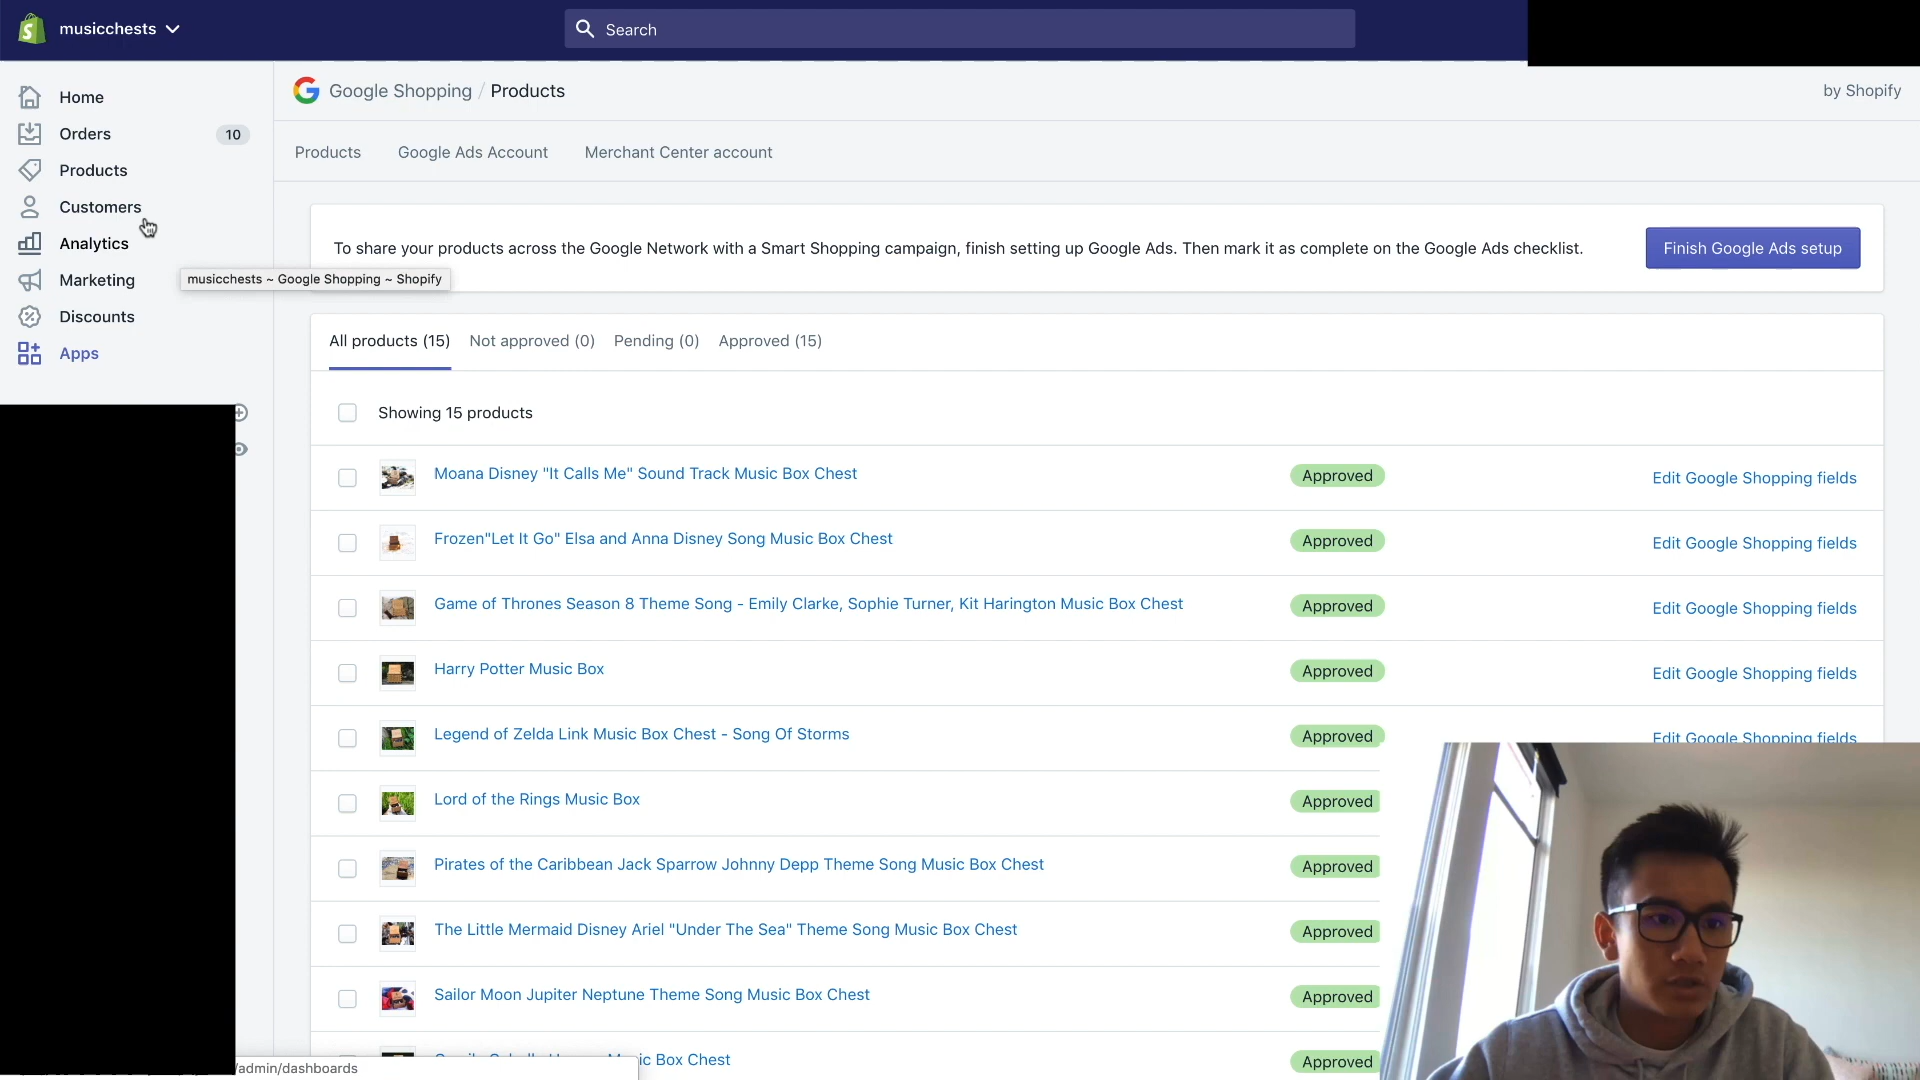 musicchests
Search
Home
Orders
10
Products
Customers
Analytics
Marketing
Discounts
Apps
Google Shopping / Products
by Shopify
Products
Google Ads Account
Merchant Center account
To share your products across the Google Network with a Smart Shopping campaign, finish setting up Google Ads. Then mark it as complete on the Google Ads checklist.
Finish Google Ads setup
musicchests ~ Google Shopping ~ Shopify
All products (15)
Not approved (0)
Pending (0)
Approved (15)
Showing 15 products
Moana Disney "It Calls Me" Sound Track Music Box Chest
Approved
Edit Google Shopping fields
Frozen"Let It Go" Elsa and Anna Disney Song Music Box Chest
Approved
Edit Google Shopping fields
Game of Thrones Season 8 Theme Song - Emily Clarke, Sophie Turner, Kit Harington Music Box Chest
Approved
Edit Google Shopping fields
Harry Potter Music Box
Approved
Edit Google Shopping fields
Legend of Zelda Link Music Box Chest - Song Of Storms
Approved
Edit Google Shopping fields
Lord of the Rings Music Box
Approved
Pirates of the Caribbean Jack Sparrow Johnny Depp Theme Song Music Box Chest
Approved
The Little Mermaid Disney Ariel "Under The Sea" Theme Song Music Box Chest
Approved
Sailor Moon Jupiter Neptune Theme Song Music Box Chest
Approved
Box Chest
Approved
/admin/dashboards